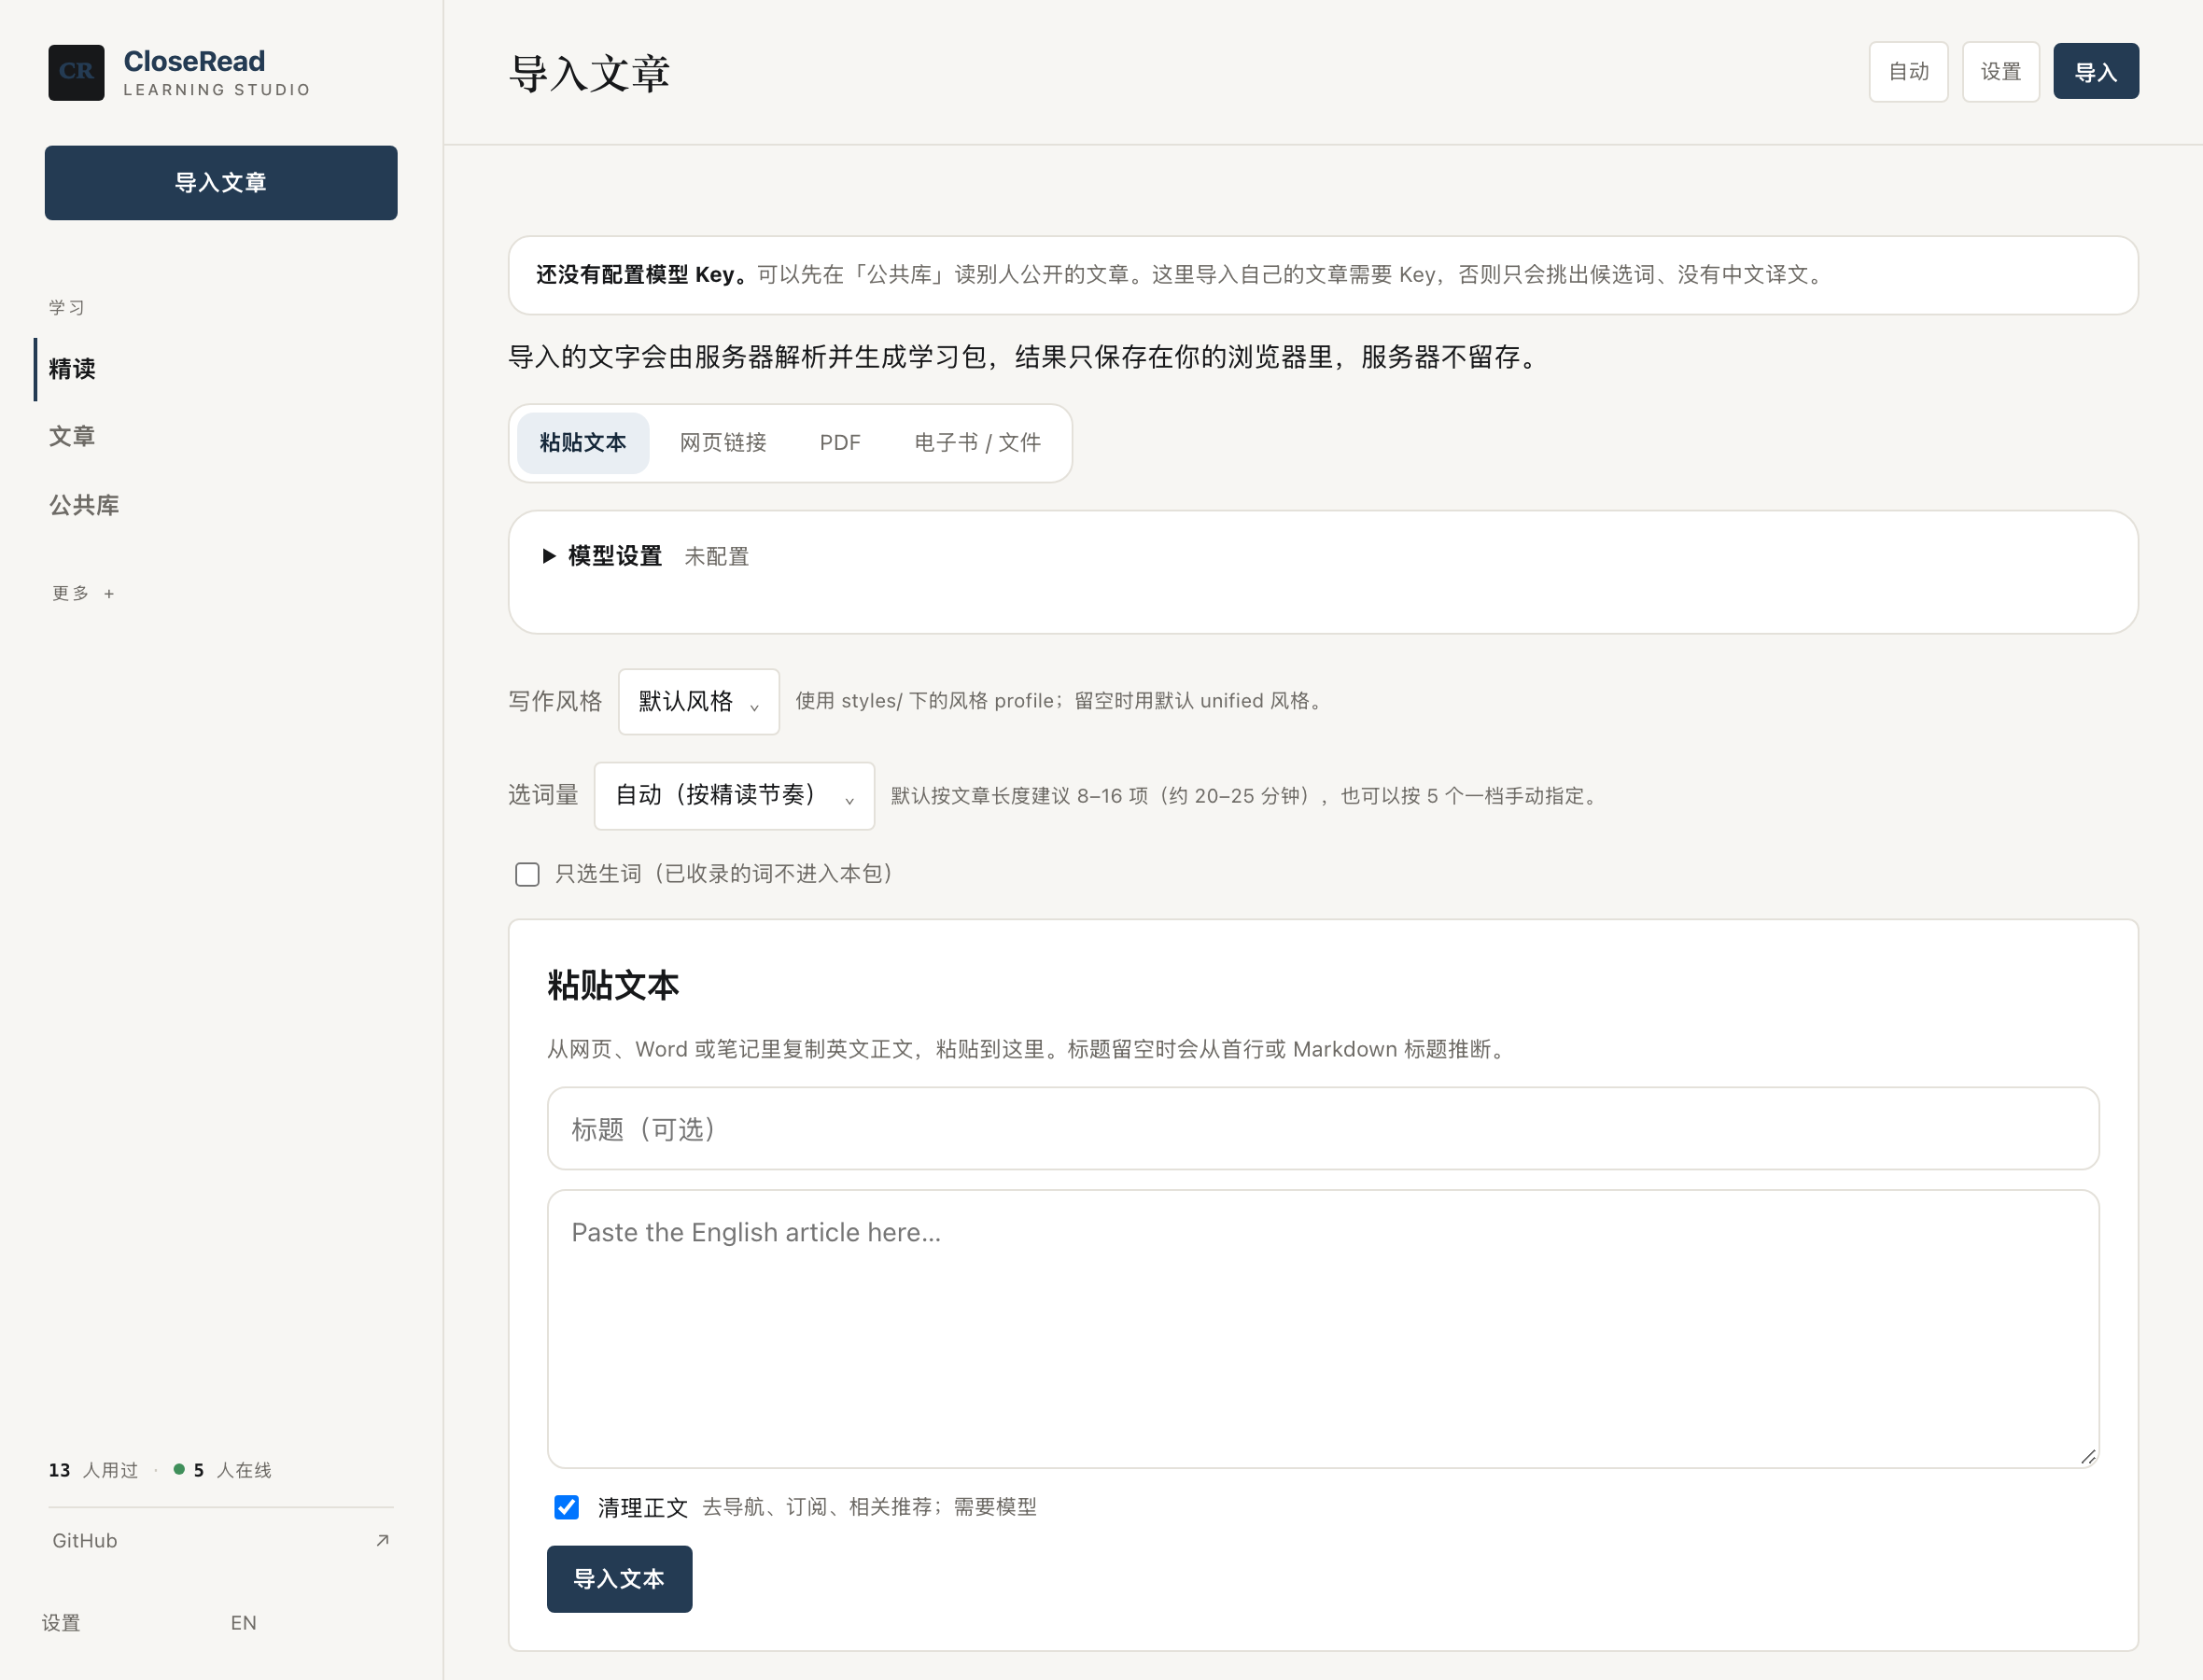 CR
CloseRead
LEARNING STUDIO
导入文章
学习
精读
文章
公共库
更多 +
13 人用过 · 5 人在线
GitHub ↗
设置 EN
导入文章
自动 设置 导入
还没有配置模型 Key。可以先在「公共库」读别人公开的文章。这里导入自己的文章需要 Key，否则只会挑出候选词、没有中文译文。
导入的文字会由服务器解析并生成学习包，结果只保存在你的浏览器里，服务器不留存。
粘贴文本 网页链接 PDF 电子书 / 文件
模型设置 未配置
写作风格 默认风格 使用 styles/ 下的风格 profile；留空时用默认 unified 风格。
选词量 自动（按精读节奏） 默认按文章长度建议 8–16 项（约 20–25 分钟），也可以按 5 个一档手动指定。
只选生词（已收录的词不进入本包）
粘贴文本
从网页、Word 或笔记里复制英文正文，粘贴到这里。标题留空时会从首行或 Markdown 标题推断。
标题（可选）
Paste the English article here...
清理正文 去导航、订阅、相关推荐；需要模型
导入文本